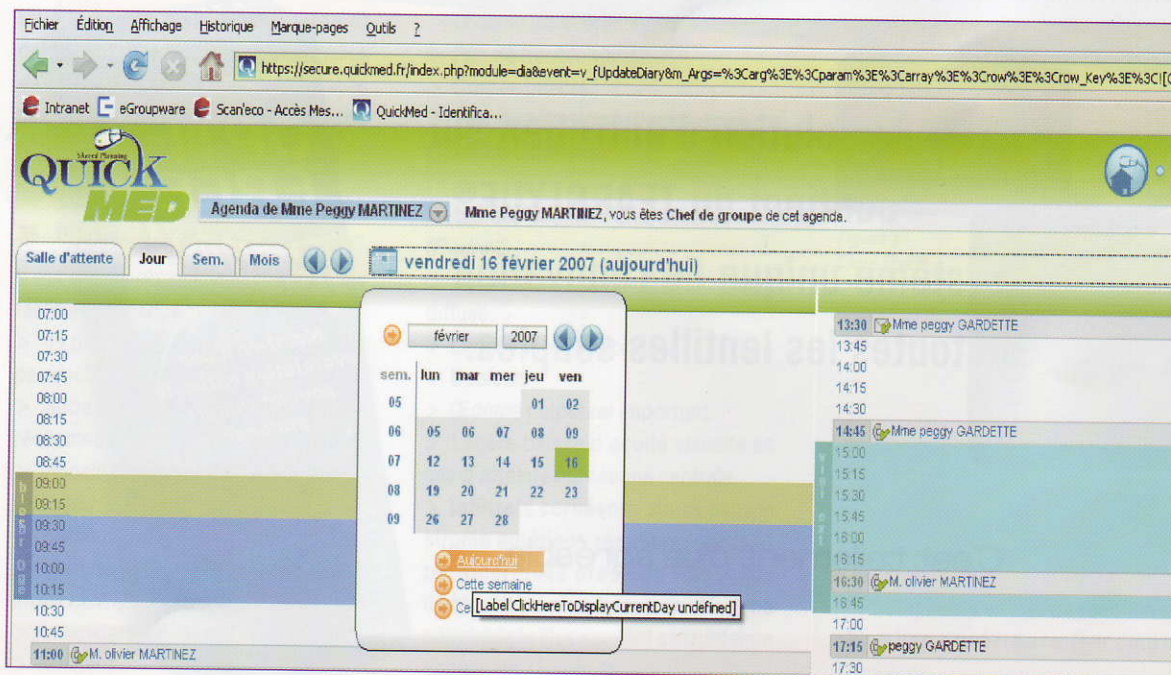 Fichier Édition Affichage Historique Marque-pages Outils ?
https://secure.quickmed.fr/index.php?module=dia&event=v_fUpdateDiary&m_Args=%3Carg%3E%3Cparam%3E%3Carray%3E%3Crow%3E%3Crow_Key%3E%3C![C
Intranet eGroupware Scan'eco - Accès Mes... QuickMed - Identifica...
Shared Planning
QUICK
MED
Agenda de Mme Peggy MARTINEZ Mme Peggy MARTINEZ, vous êtes Chef de groupe de cet agenda.
Salle d'attente Jour Sem. Mois vendredi 16 février 2007 (aujourd'hui)
07:00
07:15
07:30
07:45
08:00
08:15
08:30
08:45
09:00
09:15
09:30
09:45
10:00
10:15
10:30
10:45
11:00 M. olivier MARTINEZ
février 2007
sem. lun mar mer jeu ven
05 01 02
06 05 06 07 08 09
07 12 13 14 15 16
08 19 20 21 22 23
09 26 27 28
Aujourd'hui
Cette semaine
Ce
[Label ClickHereToDisplayCurrentDay undefined]
13:30 Mme peggy GARDETTE
13:45
14:00
14:15
14:30
14:45 Mme peggy GARDETTE
15:00
15:15
15:30
15:45
16:00
16:15
16:30 M. olivier MARTINEZ
16:45
17:00
17:15 peggy GARDETTE
17:30